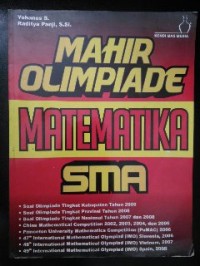 Yohanes S.
Raditya Panji, S.Si.
MAHIR
OLIMPIADE
MATEMATIKA
SMA
Soal Olimpiade Tingkat Kabupaten Tahun 2009
Soal Olimpiade Tingkat Provinsi Tahun 2008
Soal Olimpiade Tingkat Nasional Tahun 2007 dan 2008
China Mathematical Competition 2002, 2003, 2004, dan 2006
Princeton University Mathematics Competition (PuMAC) 2008
47th International Mathematical Olympiad (IMO) Slovenia, 2006
48th International Mathematical Olympiad (IMO) Vietnam, 2007
49th International Mathematical Olympiad (IMO) Spain, 2008